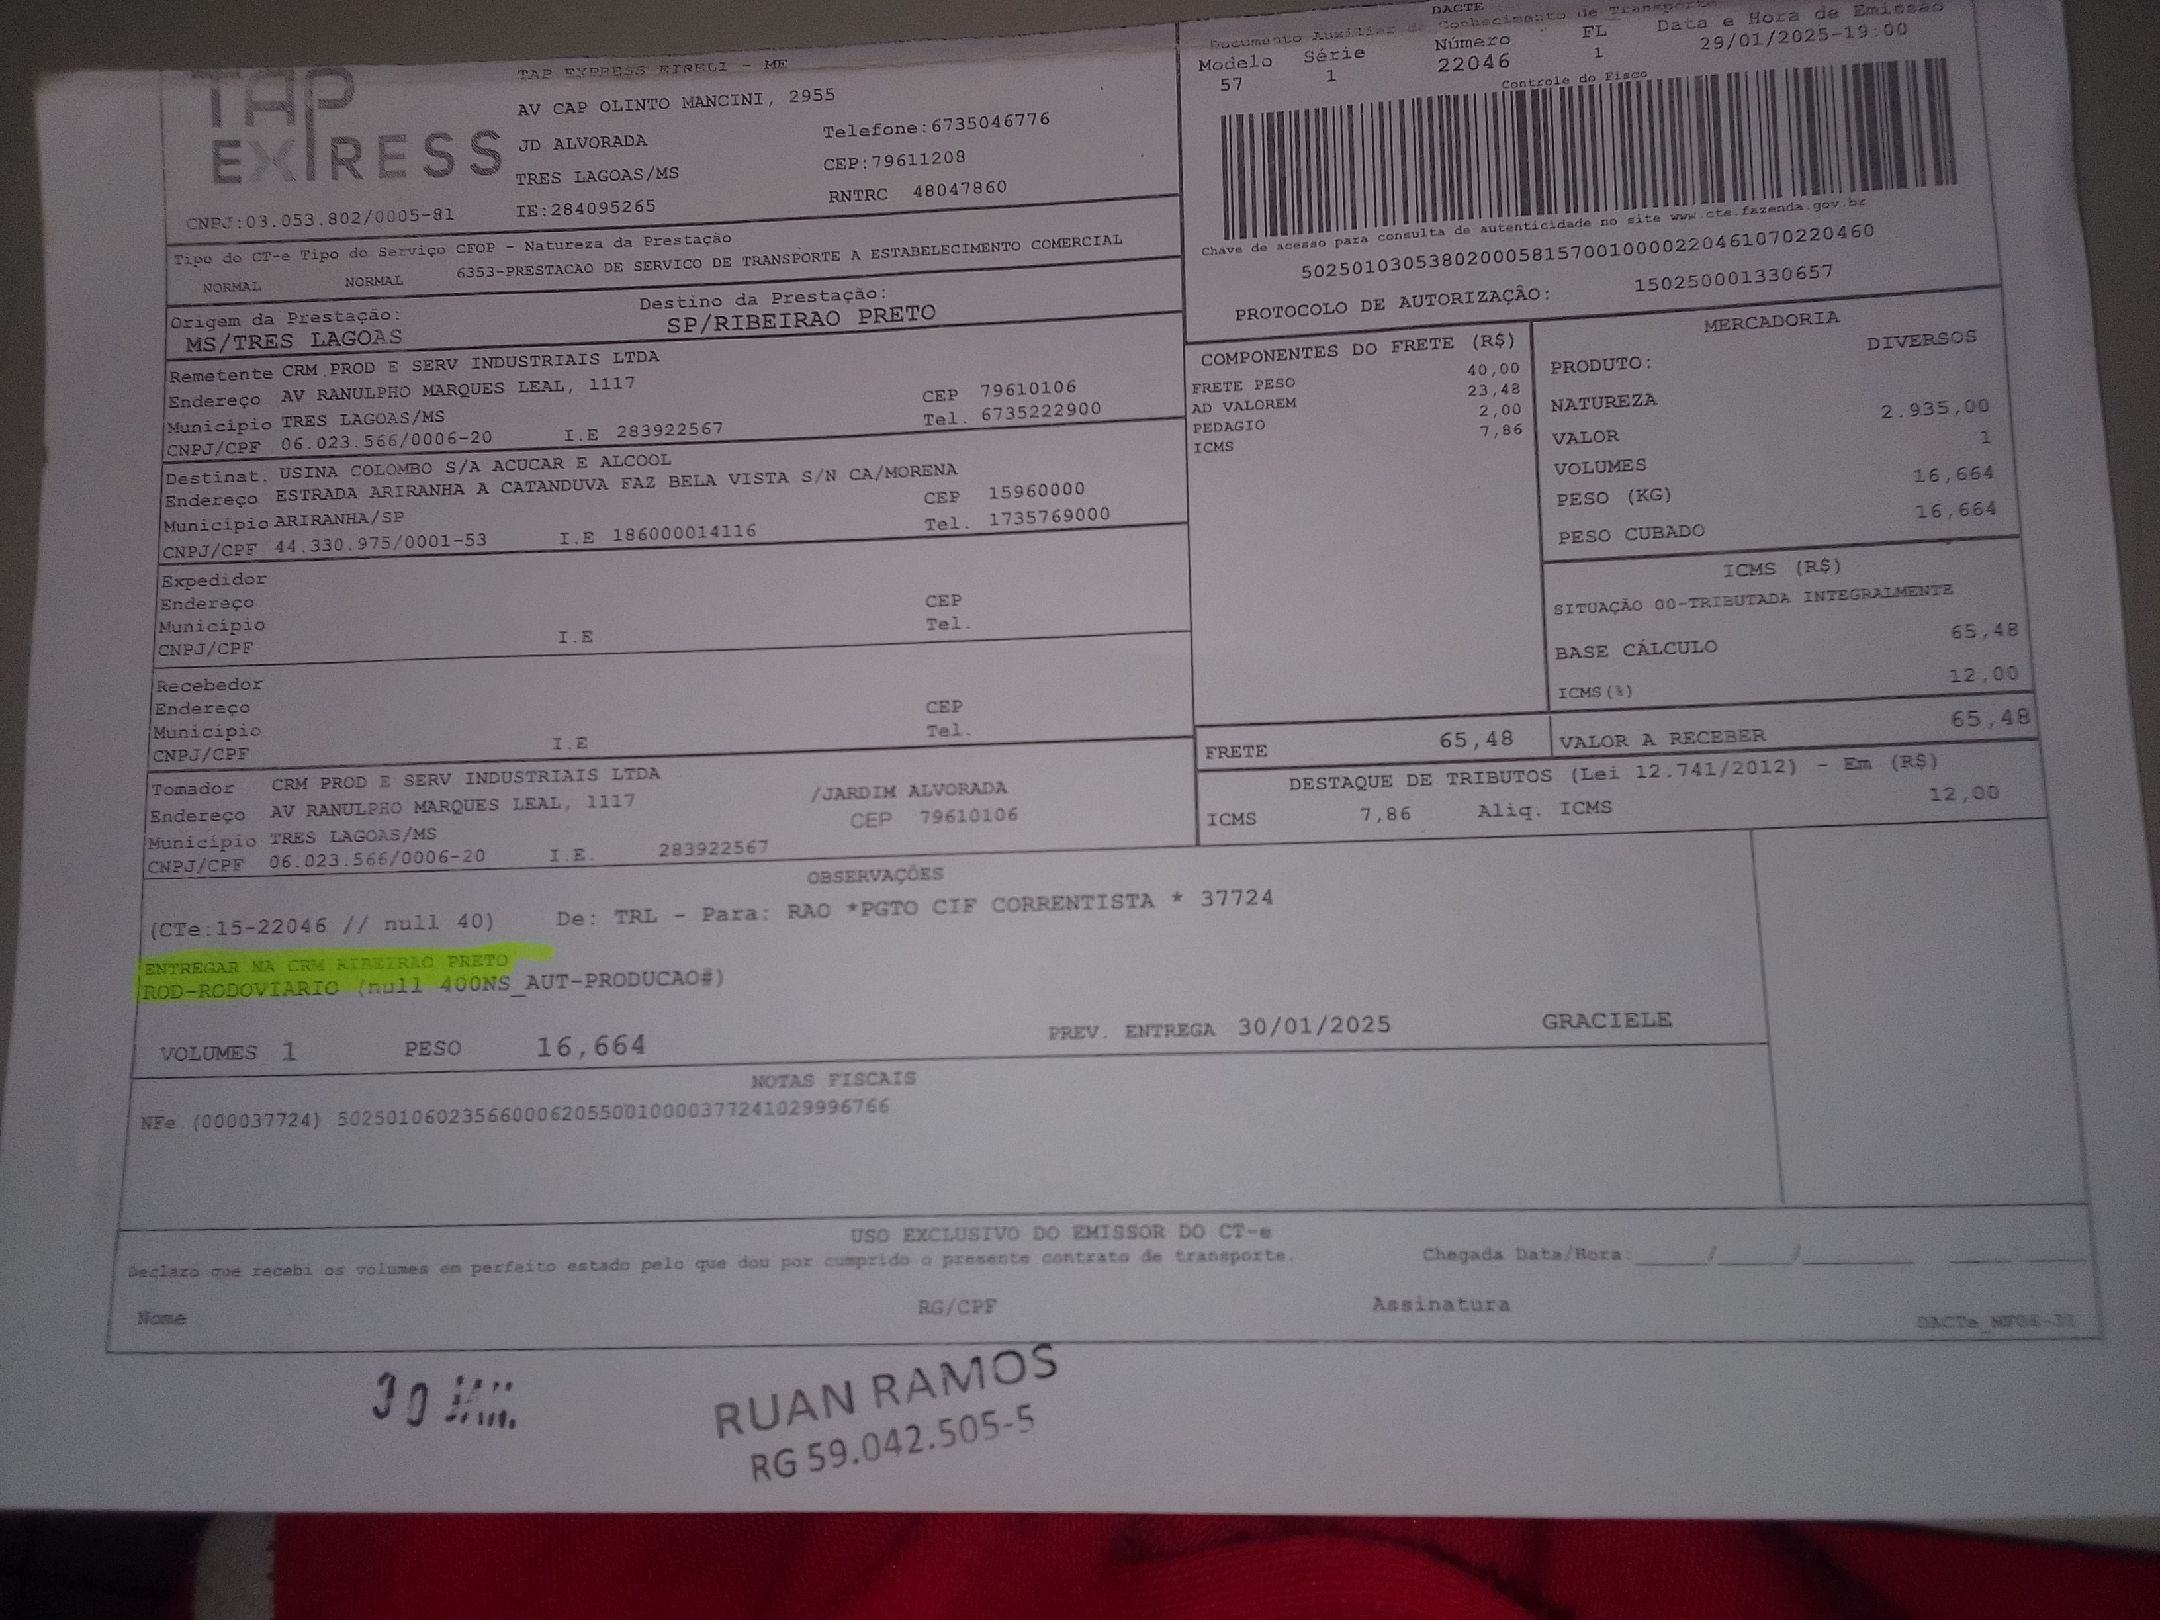 TAP
EXPRESS
CNPJ:03.053.802/0005-81
TAP EXPRESS EIRELI - ME
AV CAP OLINTO MANCINI, 2955
JD ALVORADA
Telefone:6735046776
TRES LAGOAS/MS
CEP:79611208
IE:284095265
RNTRC 48047860
DACTE
Documento Auxiliar de Conhecimento de Transporte
Modelo Série Número FL Data e Hora de Emissão
57 1 22046 1 29/01/2025-19:00
Controle do Fisco
Chave de acesso para consulta de autenticidade no site www.cte.fazenda.gov.br
50250103053802000581570010000220461070220460
PROTOCOLO DE AUTORIZAÇÃO: 150250001330657
Tipo do CT-e Tipo do Serviço CFOP - Natureza da Prestação
NORMAL NORMAL 6353-PRESTACAO DE SERVICO DE TRANSPORTE A ESTABELECIMENTO COMERCIAL
Origem da Prestação: Destino da Prestação:
MS/TRES LAGOAS SP/RIBEIRAO PRETO
Remetente CRM PROD E SERV INDUSTRIAIS LTDA
Endereço AV RANULPHO MARQUES LEAL, 1117 CEP 79610106
Município TRES LAGOAS/MS Tel. 6735222900
CNPJ/CPF 06.023.566/0006-20 I.E 283922567
Destinat. USINA COLOMBO S/A ACUCAR E ALCOOL
Endereço ESTRADA ARIRANHA A CATANDUVA FAZ BELA VISTA S/N CA/MORENA
Município ARIRANHA/SP CEP 15960000
CNPJ/CPF 44.330.975/0001-53 I.E 186000014116 Tel. 1735769000
Expedidor
Endereço CEP
Município Tel.
CNPJ/CPF I.E
Recebedor
Endereço CEP
Município Tel.
CNPJ/CPF I.E
Tomador CRM PROD E SERV INDUSTRIAIS LTDA
Endereço AV RANULPHO MARQUES LEAL, 1117 /JARDIM ALVORADA
Município TRES LAGOAS/MS CEP 79610106
CNPJ/CPF 06.023.566/0006-20 I.E. 283922567
COMPONENTES DO FRETE (R$)
FRETE PESO 40,00
AD VALOREM 23,48
PEDAGIO 2,00
ICMS 7,86
MERCADORIA
PRODUTO: DIVERSOS
NATUREZA
VALOR 2.935,00
VOLUMES 1
PESO (KG) 16,664
PESO CUBADO 16,664
ICMS (R$)
SITUAÇÃO 00-TRIBUTADA INTEGRALMENTE
BASE CÁLCULO 65,48
ICMS(%) 12,00
FRETE 65,48 VALOR A RECEBER 65,48
DESTAQUE DE TRIBUTOS (Lei 12.741/2012) - Em (R$)
ICMS 7,86 Aliq. ICMS 12,00
OBSERVAÇÕES
(CTe:15-22046 // null 40) De: TRL - Para: RAO *PGTO CIF CORRENTISTA * 37724
ENTREGAR NA CRM RIBEIRAO PRETO
ROD-RODOVIARIO (null 400NS_AUT-PRODUCAO#)
VOLUMES 1 PESO 16,664 PREV. ENTREGA 30/01/2025 GRACIELE
NOTAS FISCAIS
NFe (000037724) 50250106023566000620550010000377241029996766
USO EXCLUSIVO DO EMISSOR DO CT-e
Declaro que recebi os volumes em perfeito estado pelo que dou por cumprido o presente contrato de transporte. Chegada Data/Hora: / /
Nome RG/CPF Assinatura
30 JAN.
RUAN RAMOS
RG 59.042.505-5